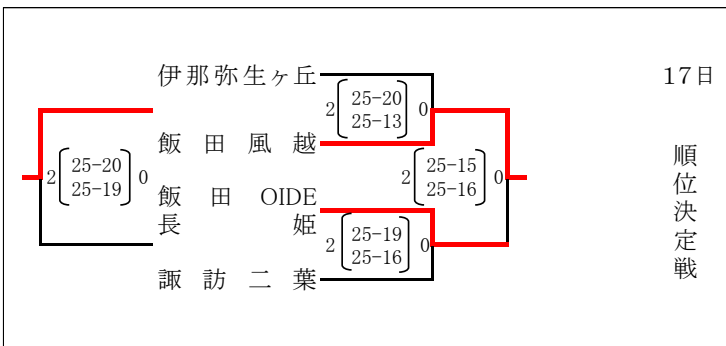 伊那弥生ヶ丘
17日
2 25-20 0
25-13
飯田風越
2 25-20 0
25-19
2 25-15 0
25-16
順位決定戦
飯田 OIDE
長姫
2 25-19 0
25-16
諏訪二葉